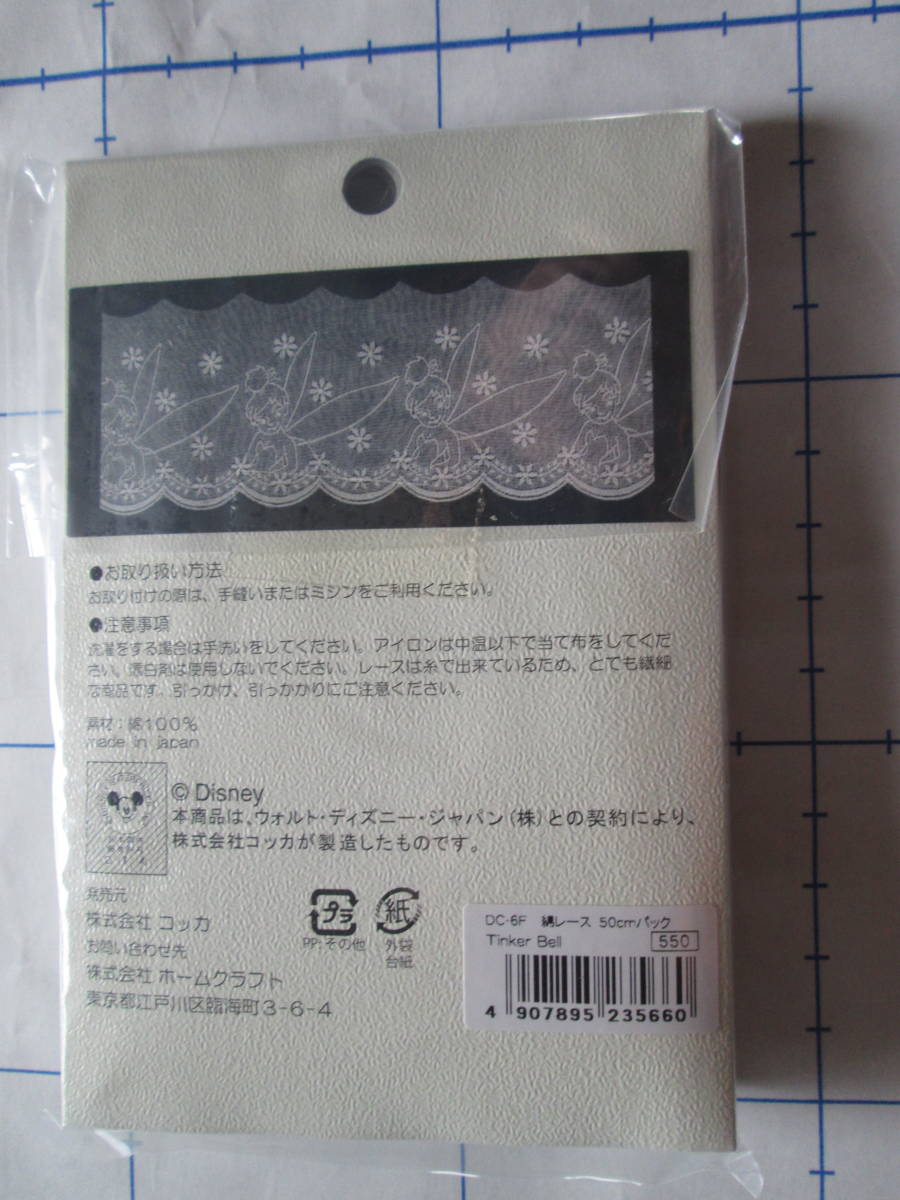 ●お取り扱い方法
お取り付けの際は、手縫いまたはミシンをご利用ください。
●注意事項
洗濯をする場合は手洗いをしてください。アイロンは中温以下で当て布をしてくだ
さい。漂白剤は使用しないでください。レースは糸で出来ているため、とても繊細
な商品です。引っかけ、引っかかりにご注意ください。
素材：綿100%
made in japan
© Disney
本商品は、ウォルト・ディズニー・ジャパン(株)との契約により、
株式会社コッカが製造したものです。
発売元
株式会社 コッカ
お問い合わせ先
株式会社 ホームクラフト
東京都江戸川区臨海町3-6-4
プラ
PP:その他
紙
外袋
台紙
DC-6F 綿レース 50cmパック
Tinker Bell 550
4 907895 235660